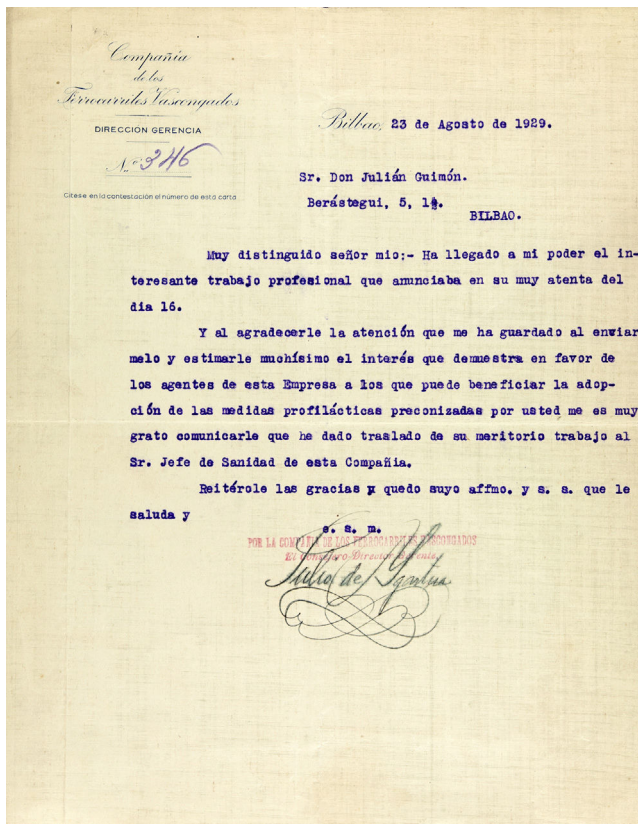 Compañía
de los
Ferrocarriles Vascongados
DIRECCIÓN GERENCIA
N.º 346
Cítese en la contestación el número de esta carta
Bilbao, 23 de Agosto de 1929.
Sr. Don Julián Guimón.
Berástegui, 5, 1º.
BILBAO.
Muy distinguido señor mio;- Ha llegado a mi poder el in-
teresante trabajo profesional que anunciaba en su muy atenta del
dia 16.
Y al agradecerle la atención que me ha guardado al enviar
melo y estimarle muchísimo el interés que demuestra en favor de
los agentes de esta Empresa a los que puede beneficiar la adop-
ción de las medidas profilácticas preconizadas por usted me es muy
grato comunicarle que he dado traslado de su meritorio trabajo al
Sr. Jefe de Sanidad de esta Compañia.
Reitérole las gracias y quedo suyo affmo. y s. s. que le
saluda y
e. s. m.
POR LA COMPAÑIA DE LOS FERROCARRILES VASCONGADOS
El Consejero-Director Gerente,
de